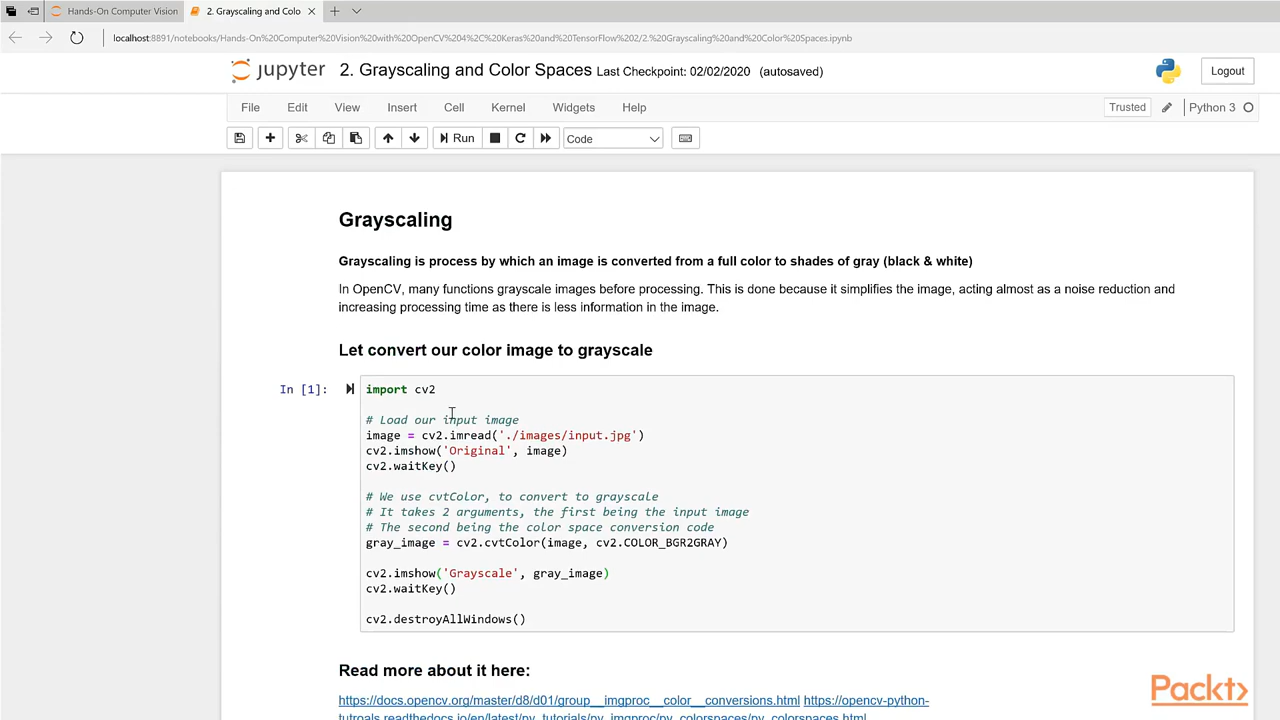 Hands-On Computer Vision
2. Grayscaling and Colo
localhost:8891/notebooks/Hands-On%20Computer%20Vision%20with%20OpenCV%204%2C%20Keras%20and%20TensorFlow%202/2.%20Grayscaling%20and%20Color%20Spaces.ipynb
jupyter 2. Grayscaling and Color Spaces Last Checkpoint: 02/02/2020 (autosaved)
Logout
File Edit View Insert Cell Kernel Widgets Help
Trusted
Python 3
Run
Code
Grayscaling
Grayscaling is process by which an image is converted from a full color to shades of gray (black & white)
In OpenCV, many functions grayscale images before processing. This is done because it simplifies the image, acting almost as a noise reduction and
increasing processing time as there is less information in the image.
Let convert our color image to grayscale
In [1]:
import cv2
# Load our input image
image = cv2.imread('./images/input.jpg')
cv2.imshow('Original', image)
cv2.waitKey()
# We use cvtColor, to convert to grayscale
# It takes 2 arguments, the first being the input image
# The second being the color space conversion code
gray_image = cv2.cvtColor(image, cv2.COLOR_BGR2GRAY)
cv2.imshow('Grayscale', gray_image)
cv2.waitKey()
cv2.destroyAllWindows()
Read more about it here:
https://docs.opencv.org/master/d8/d01/group__imgproc__color__conversions.html https://opencv-python-
tutroals.readthedocs.io/en/latest/py_tutorials/py_imgproc/py_colorspaces/py_colorspaces.html
Packt>